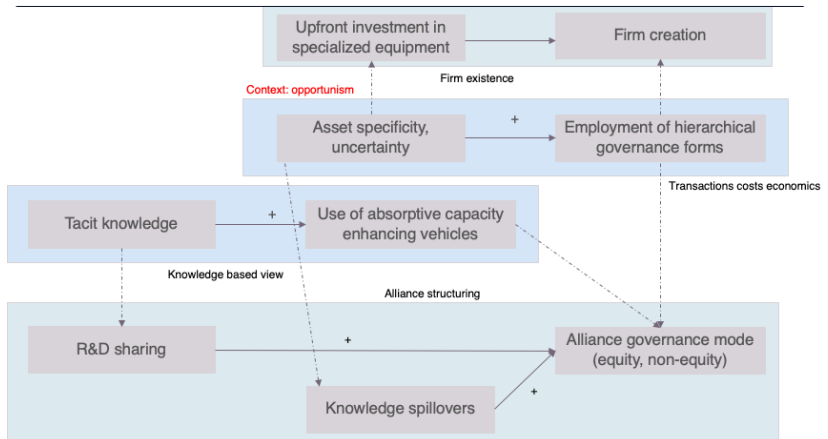 Upfront investment in
specialized equipment
Firm creation
Firm existence
Context: opportunism
Asset specificity,
uncertainty
+
Employment of hierarchical
governance forms
Transactions costs economics
Tacit knowledge
+
Use of absorptive capacity
enhancing vehicles
Knowledge based view
Alliance structuring
R&D sharing
+
Alliance governance mode
(equity, non-equity)
+
Knowledge spillovers